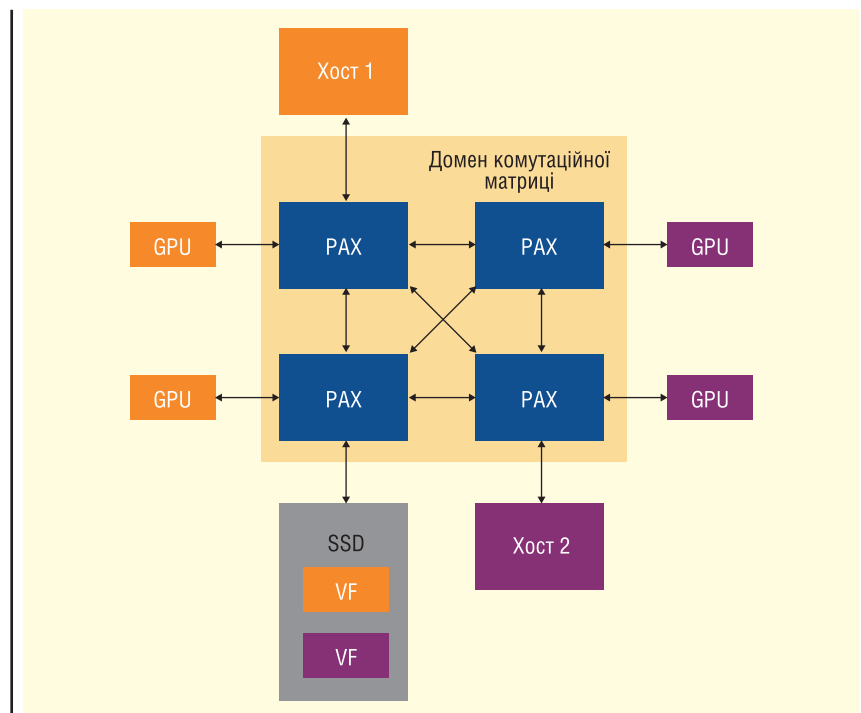 Хост 1
Домен комутаційної
матриці
GPU
PAX
PAX
GPU
GPU
PAX
PAX
GPU
SSD
VF
VF
Хост 2